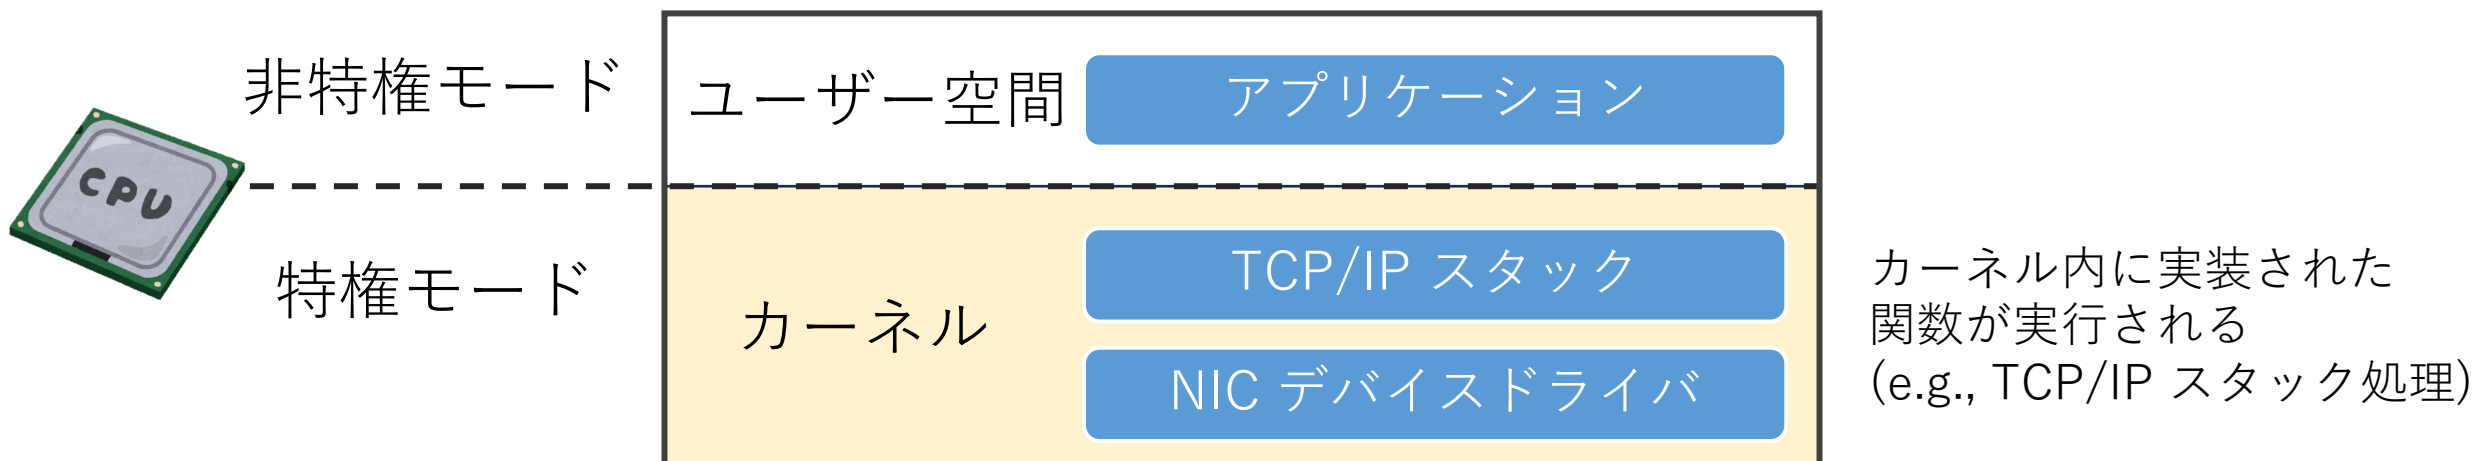 非特権モード
ユーザー空間
アプリケーション
CPU
特権モード
カーネル
TCP/IP スタック
NIC デバイスドライバ
カーネル内に実装された
関数が実行される
(e.g., TCP/IP スタック処理)